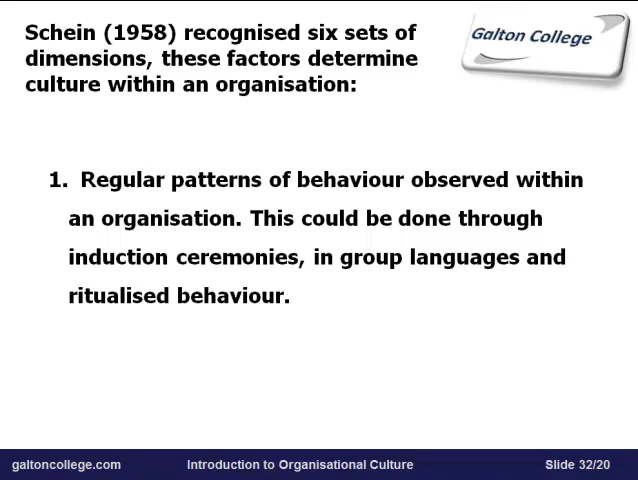 Schein (1958) recognised six sets of
dimensions, these factors determine
culture within an organisation:
Galton College
1. Regular patterns of behaviour observed within
an organisation. This could be done through
induction ceremonies, in group languages and
ritualised behaviour.
galtoncollege.com
Introduction to Organisational Culture
Slide 32/20